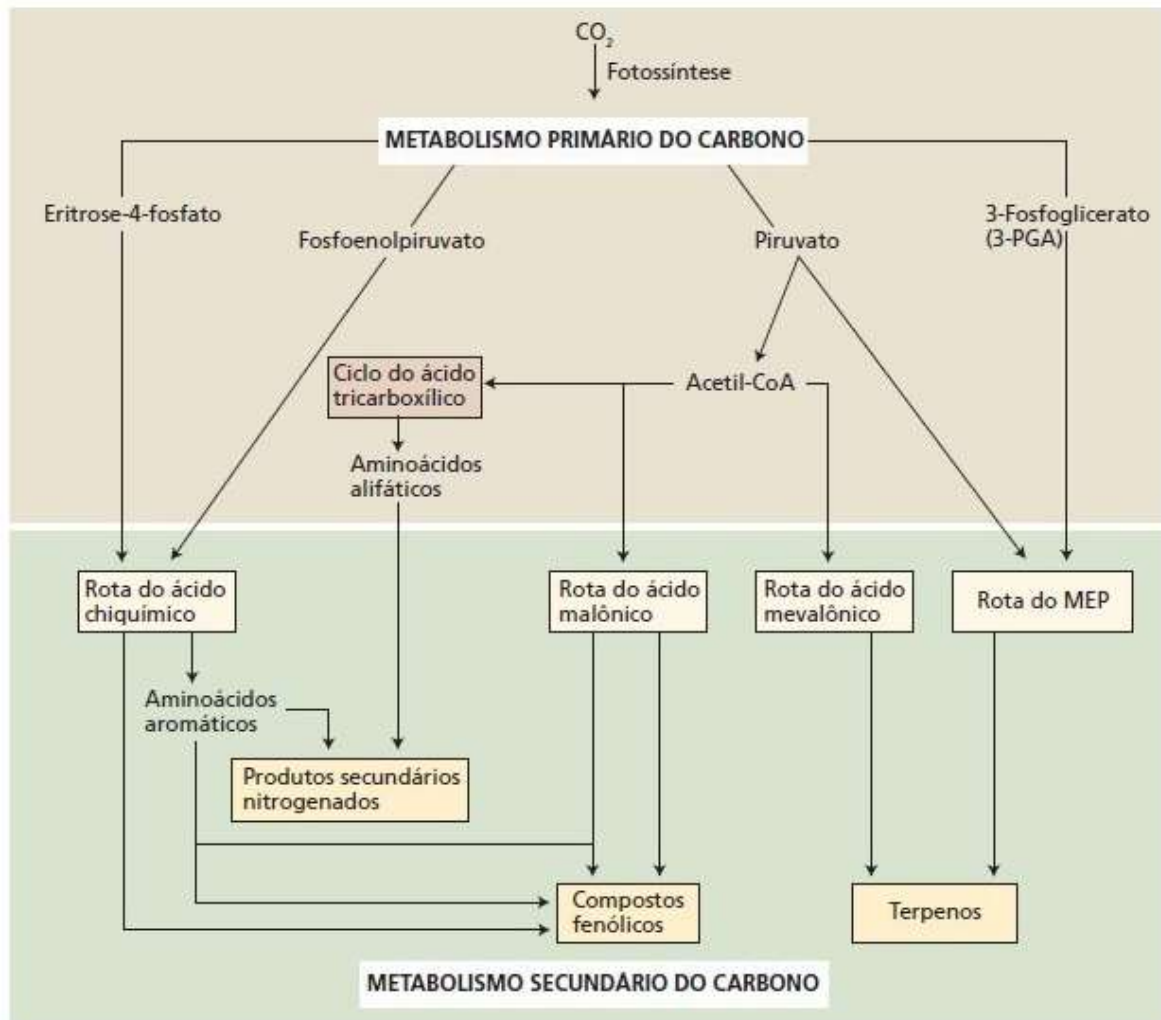 CO2
Fotossíntese
METABOLISMO PRIMÁRIO DO CARBONO
Eritrose-4-fosfato
Fosfoenolpiruvato
Piruvato
3-Fosfoglicerato
(3-PGA)
Ciclo do ácido
tricarboxílico
Acetil-CoA
Aminoácidos
alifáticos
Rota do ácido
chiquímico
Rota do ácido
malônico
Rota do ácido
mevalônico
Rota do MEP
Aminoácidos
aromáticos
Produtos secundários
nitrogenados
Compostos
fenólicos
Terpenos
METABOLISMO SECUNDÁRIO DO CARBONO